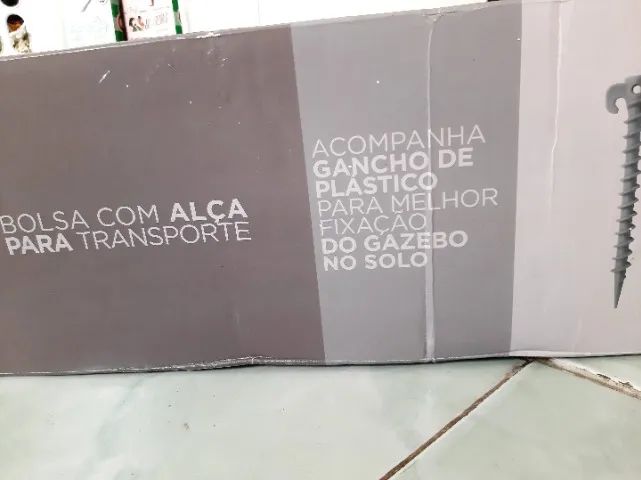 BOLSA COM ALÇA
PARA TRANSPORTE
ACOMPANHA
GANCHO DE
PLÁSTICO
PARA MELHOR
FIXAÇÃO
DO GAZEBO
NO SOLO